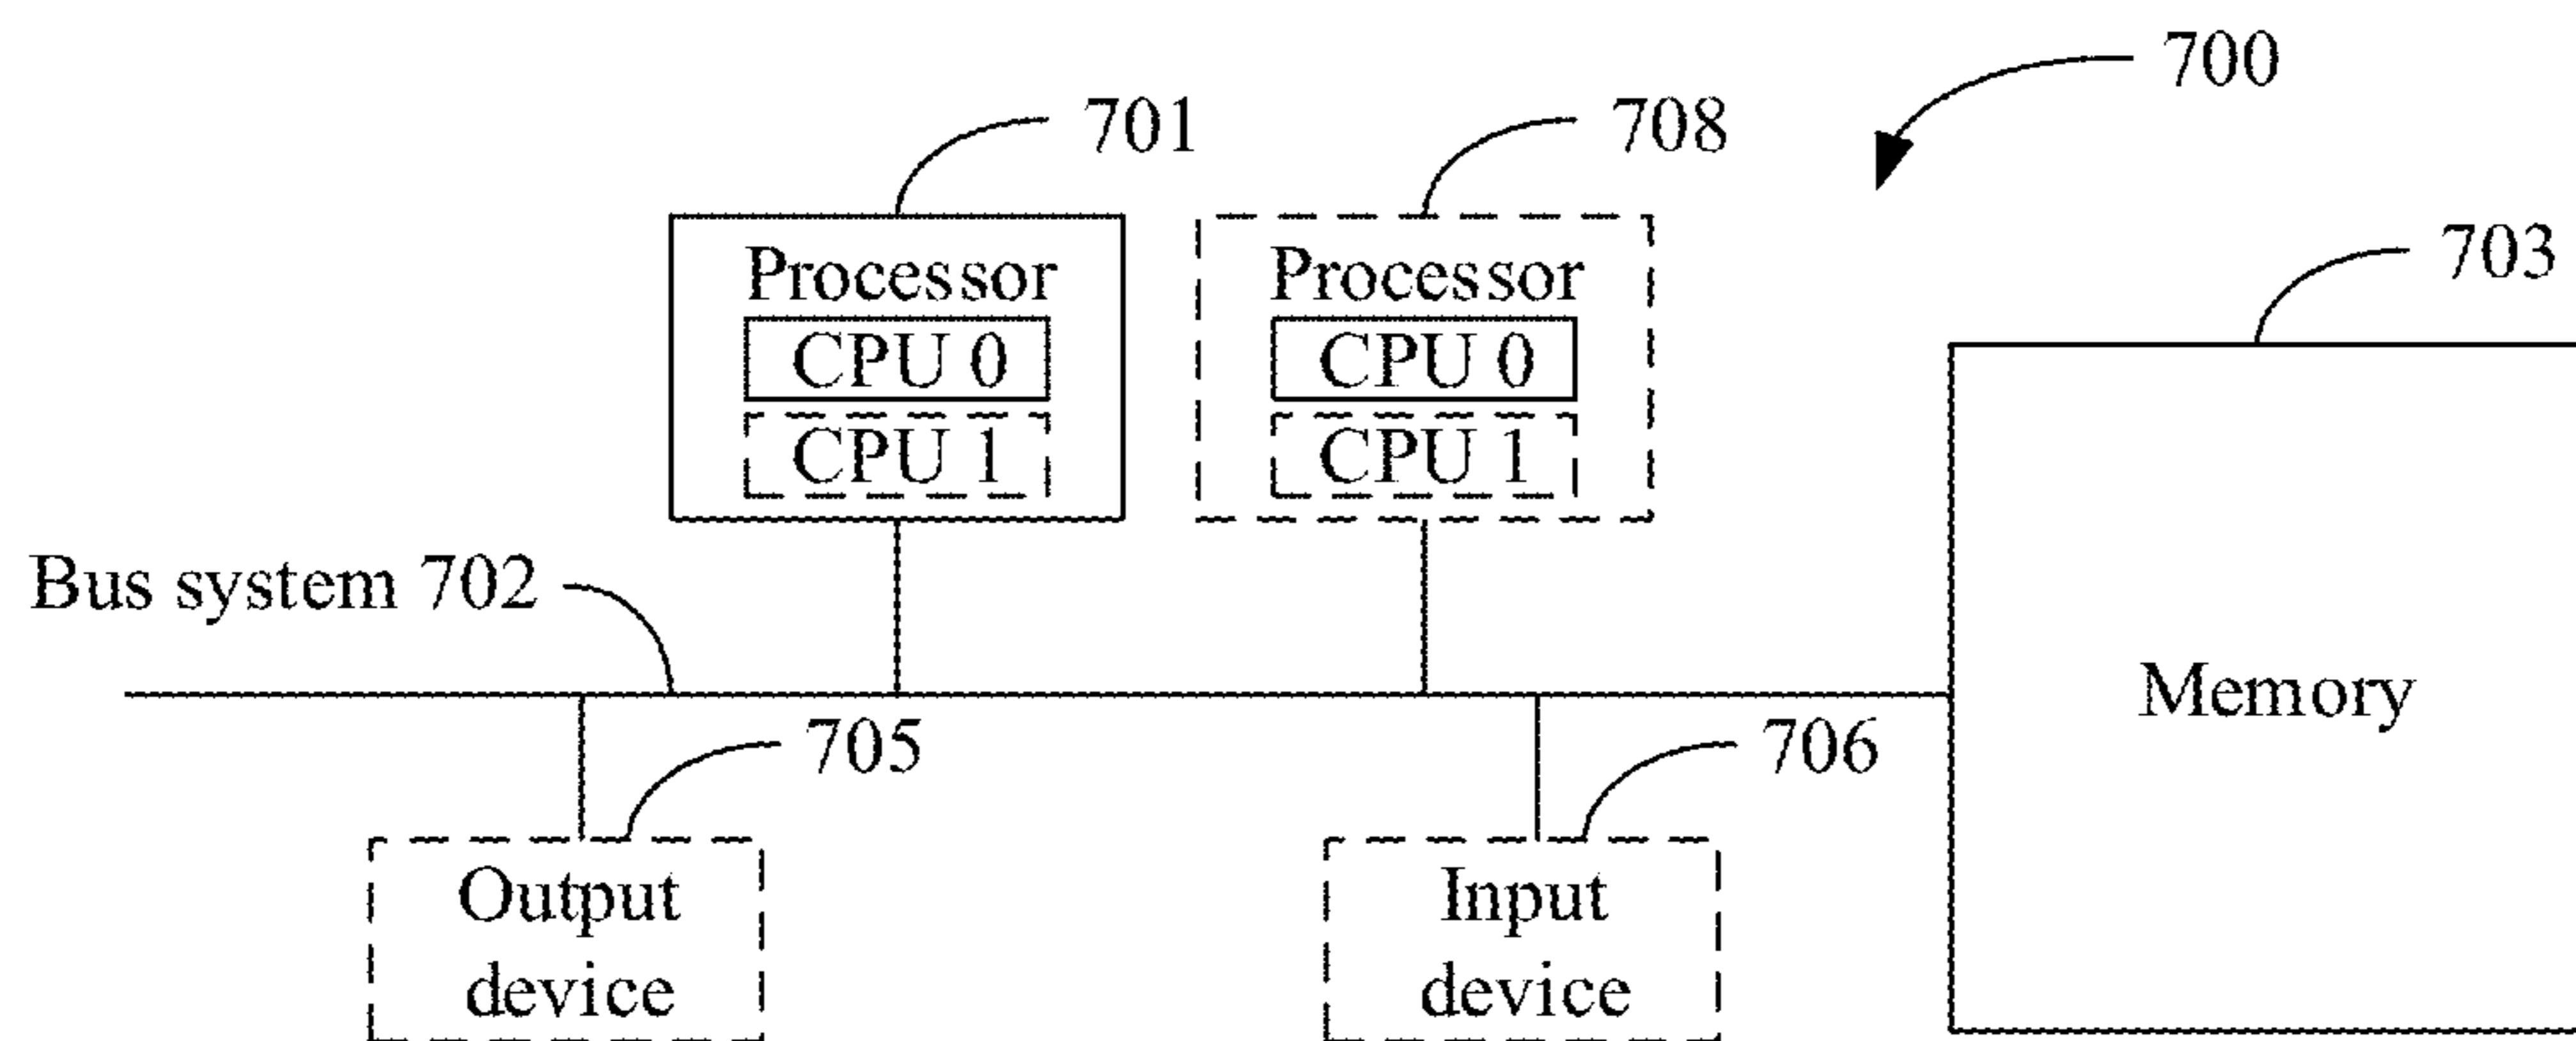 700
701
708
703
Processor
CPU 0
CPU 1
Processor
CPU 0
CPU 1
Bus system 702
Memory
705
706
Output
device
Input
device